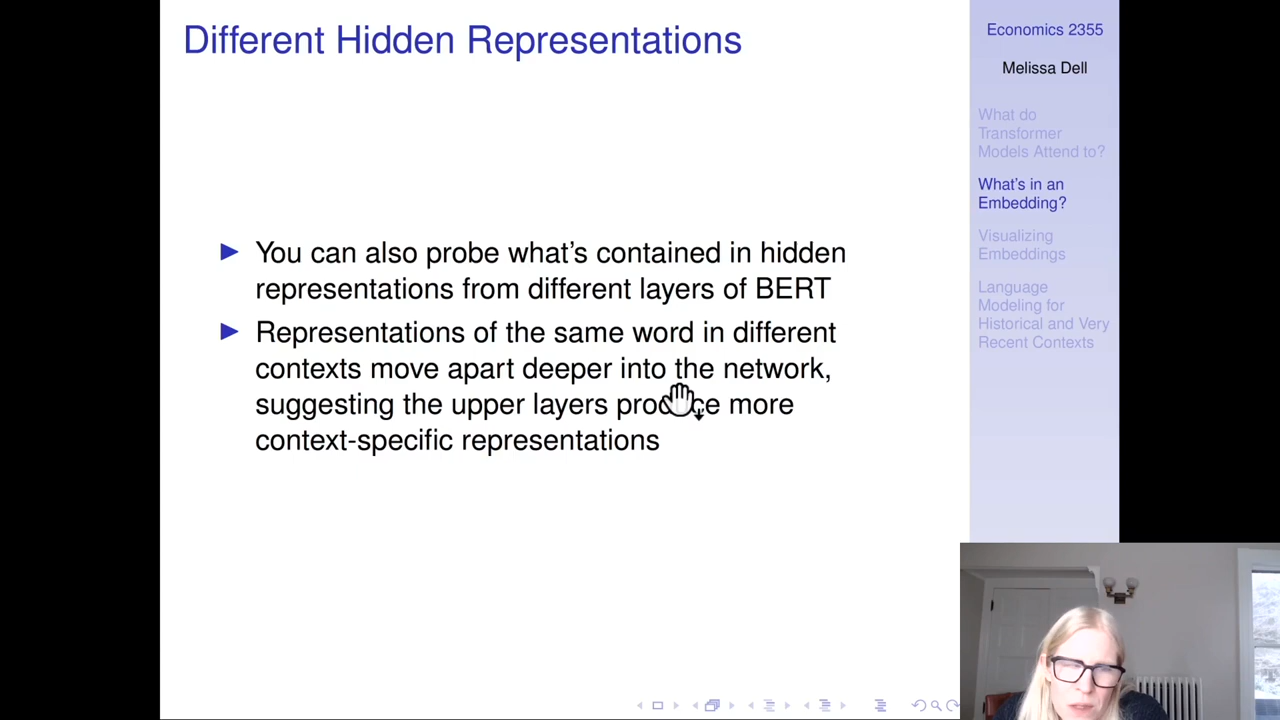 Different Hidden Representations
You can also probe what's contained in hidden
representations from different layers of BERT
Representations of the same word in different
contexts move apart deeper into the network,
suggesting the upper layers produce more
context-specific representations
Economics 2355
Melissa Dell
What do
Transformer
Models Attend to?
What's in an
Embedding?
Visualizing
Embeddings
Language
Modeling for
Historical and Very
Recent Contexts